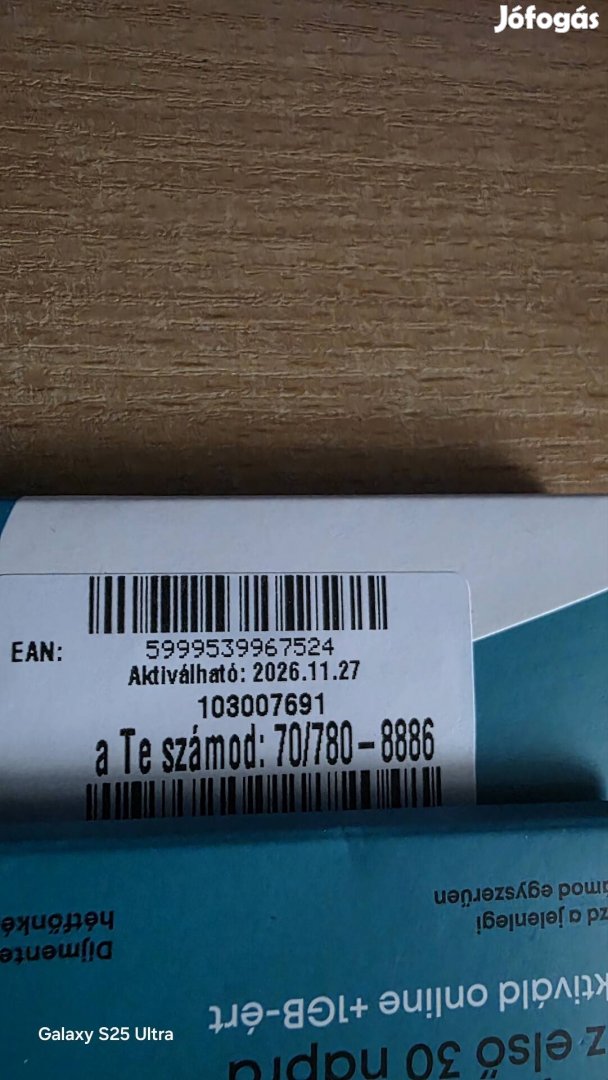 Jófogás
EAN:
5999539967524
Aktiválható: 2026.11.27
103007691
a Te számod: 70/780-8886
egyszerűen
a jelenlegi
hétfőnké
Díjmente
ktiváld online +1GB-ért
z első 30 napra
Galaxy S25 Ultra